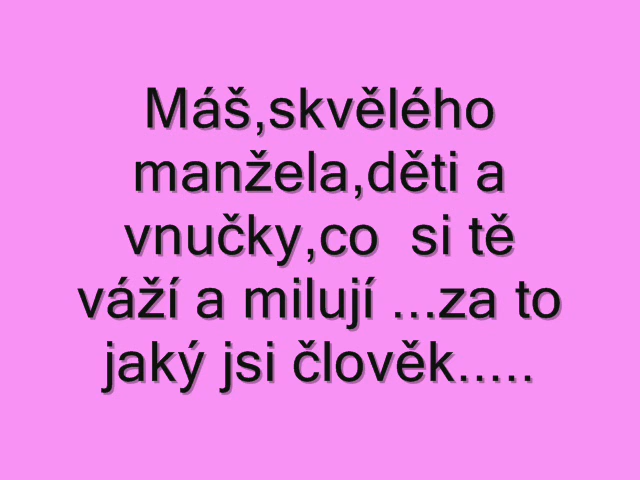 Máš,skvělého
manžela,děti a
vnučky,co  si tě
váží a milují ...za to
jaký jsi člověk.....